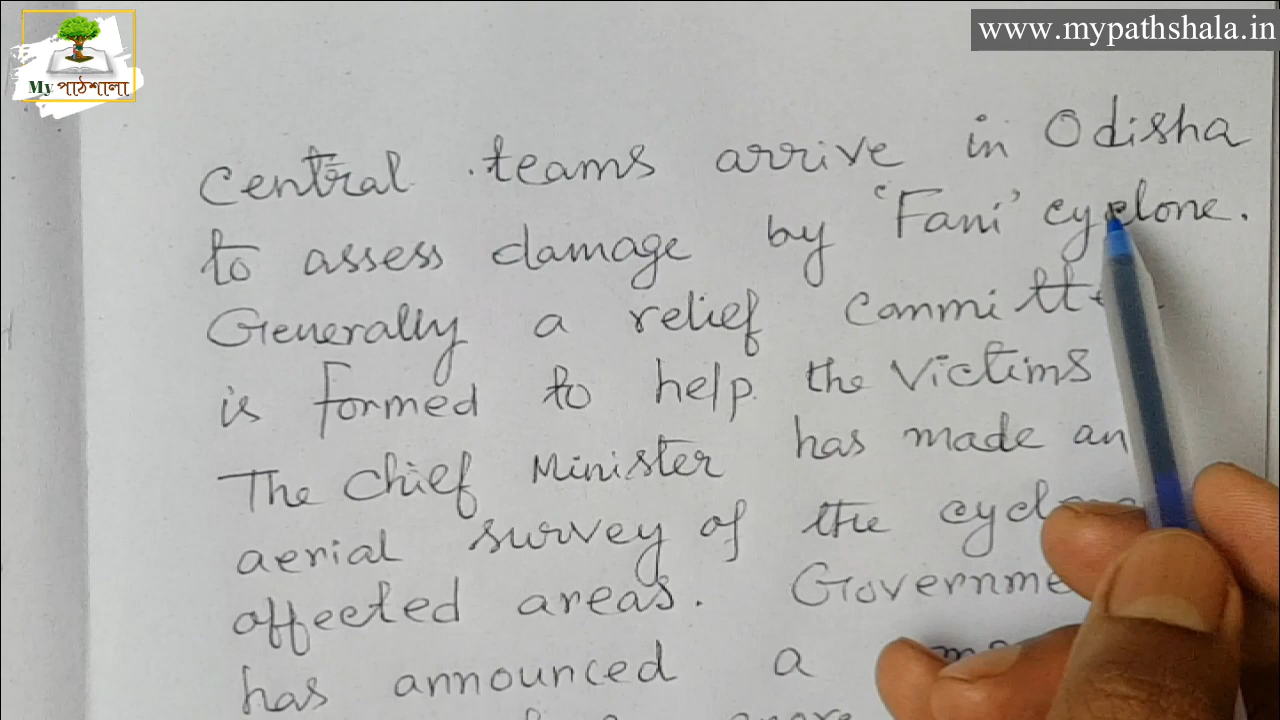 www.mypathshala.in
My পাঠশালা
Central teams arrive in Odisha
to assess damage by 'Fani' cyclone.
Generally a relief
is formed to help the victims
The Chief Minister has made an
aerial survey of the
affected areas.
has announced a